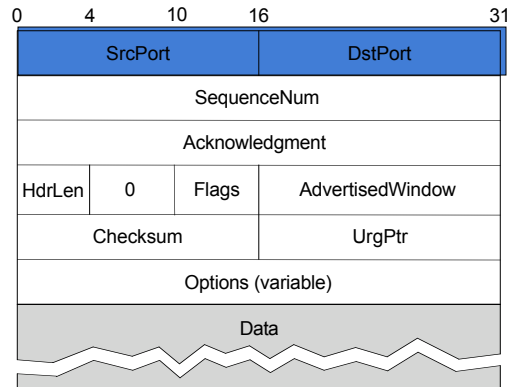 0 4 10 16 31
SrcPort DstPort
SequenceNum
Acknowledgment
HdrLen 0 Flags AdvertisedWindow
Checksum UrgPtr
Options (variable)
Data